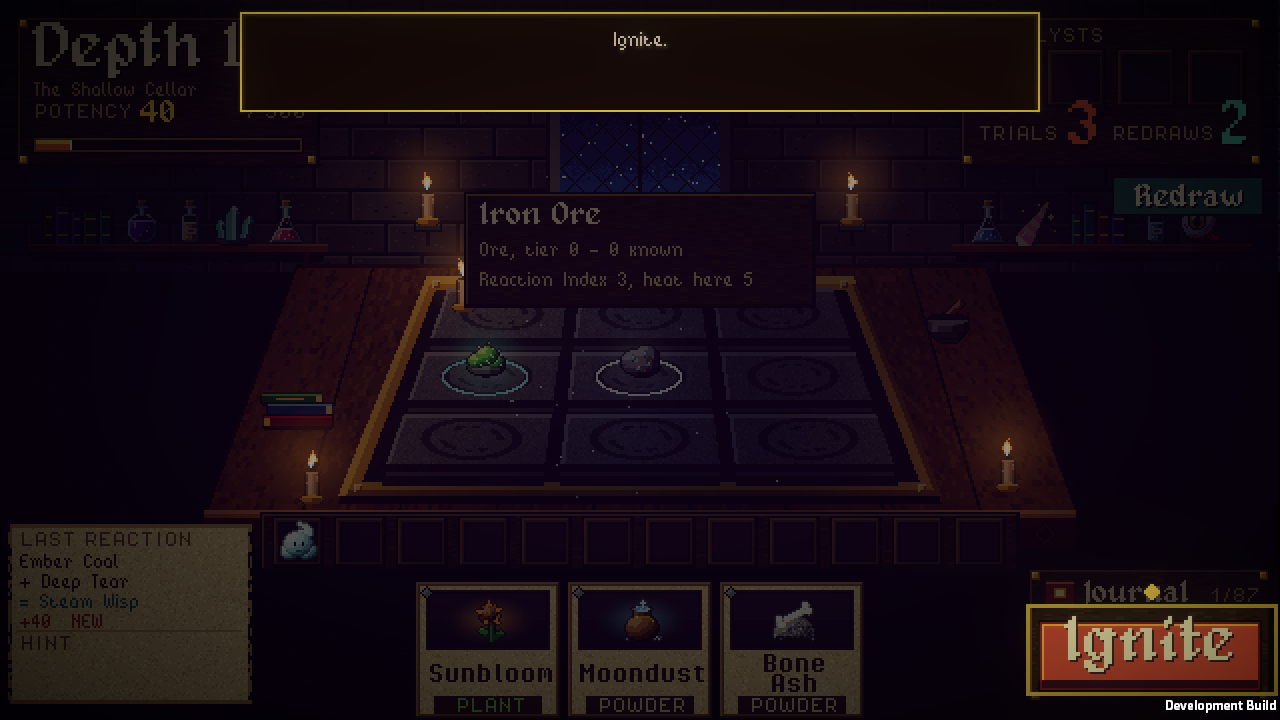 Ignite.
Depth 1
The Shallow Cellar
POTENCY 40
TRIALS 3 REDRAWS 2
Redraw
Iron Ore
Ore, tier 0 - 0 known
Reaction Index 3, heat here 5
LAST REACTION
Ember Coal
+ Deep Tear
= Steam Wisp
+40 NEW
HINT
Sunbloom
PLANT
Moondust
POWDER
Bone
Ash
POWDER
Journal 1/87
Ignite
Development Build